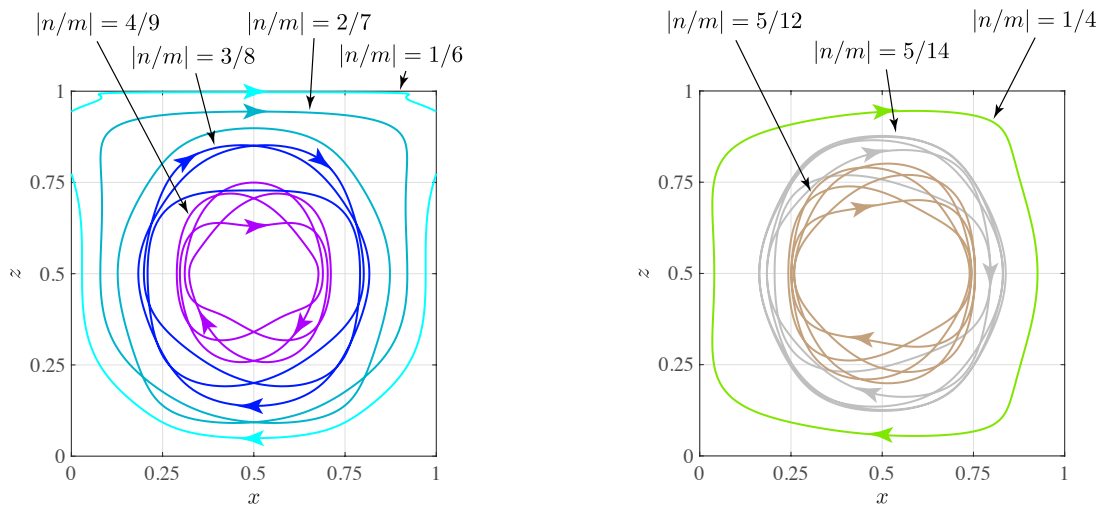 |n/m| = 4/9
|n/m| = 2/7
|n/m| = 3/8
|n/m| = 1/6
1
0.75
z
0.5
0.25
0
0 0.25 0.5 0.75 1
x
|n/m| = 5/12
|n/m| = 1/4
|n/m| = 5/14
1
0.75
z
0.5
0.25
0
0 0.25 0.5 0.75 1
x